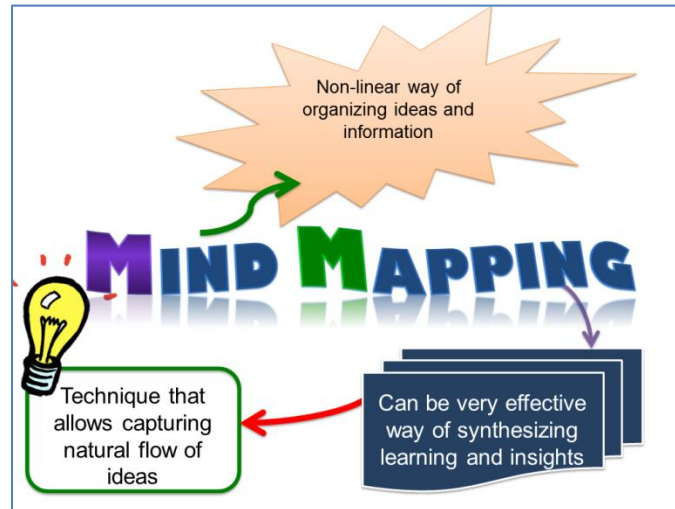 Non-linear way of
organizing ideas and
information
MIND MAPPING
Can be very effective
way of synthesizing
learning and insights
Technique that
allows capturing
natural flow of
ideas